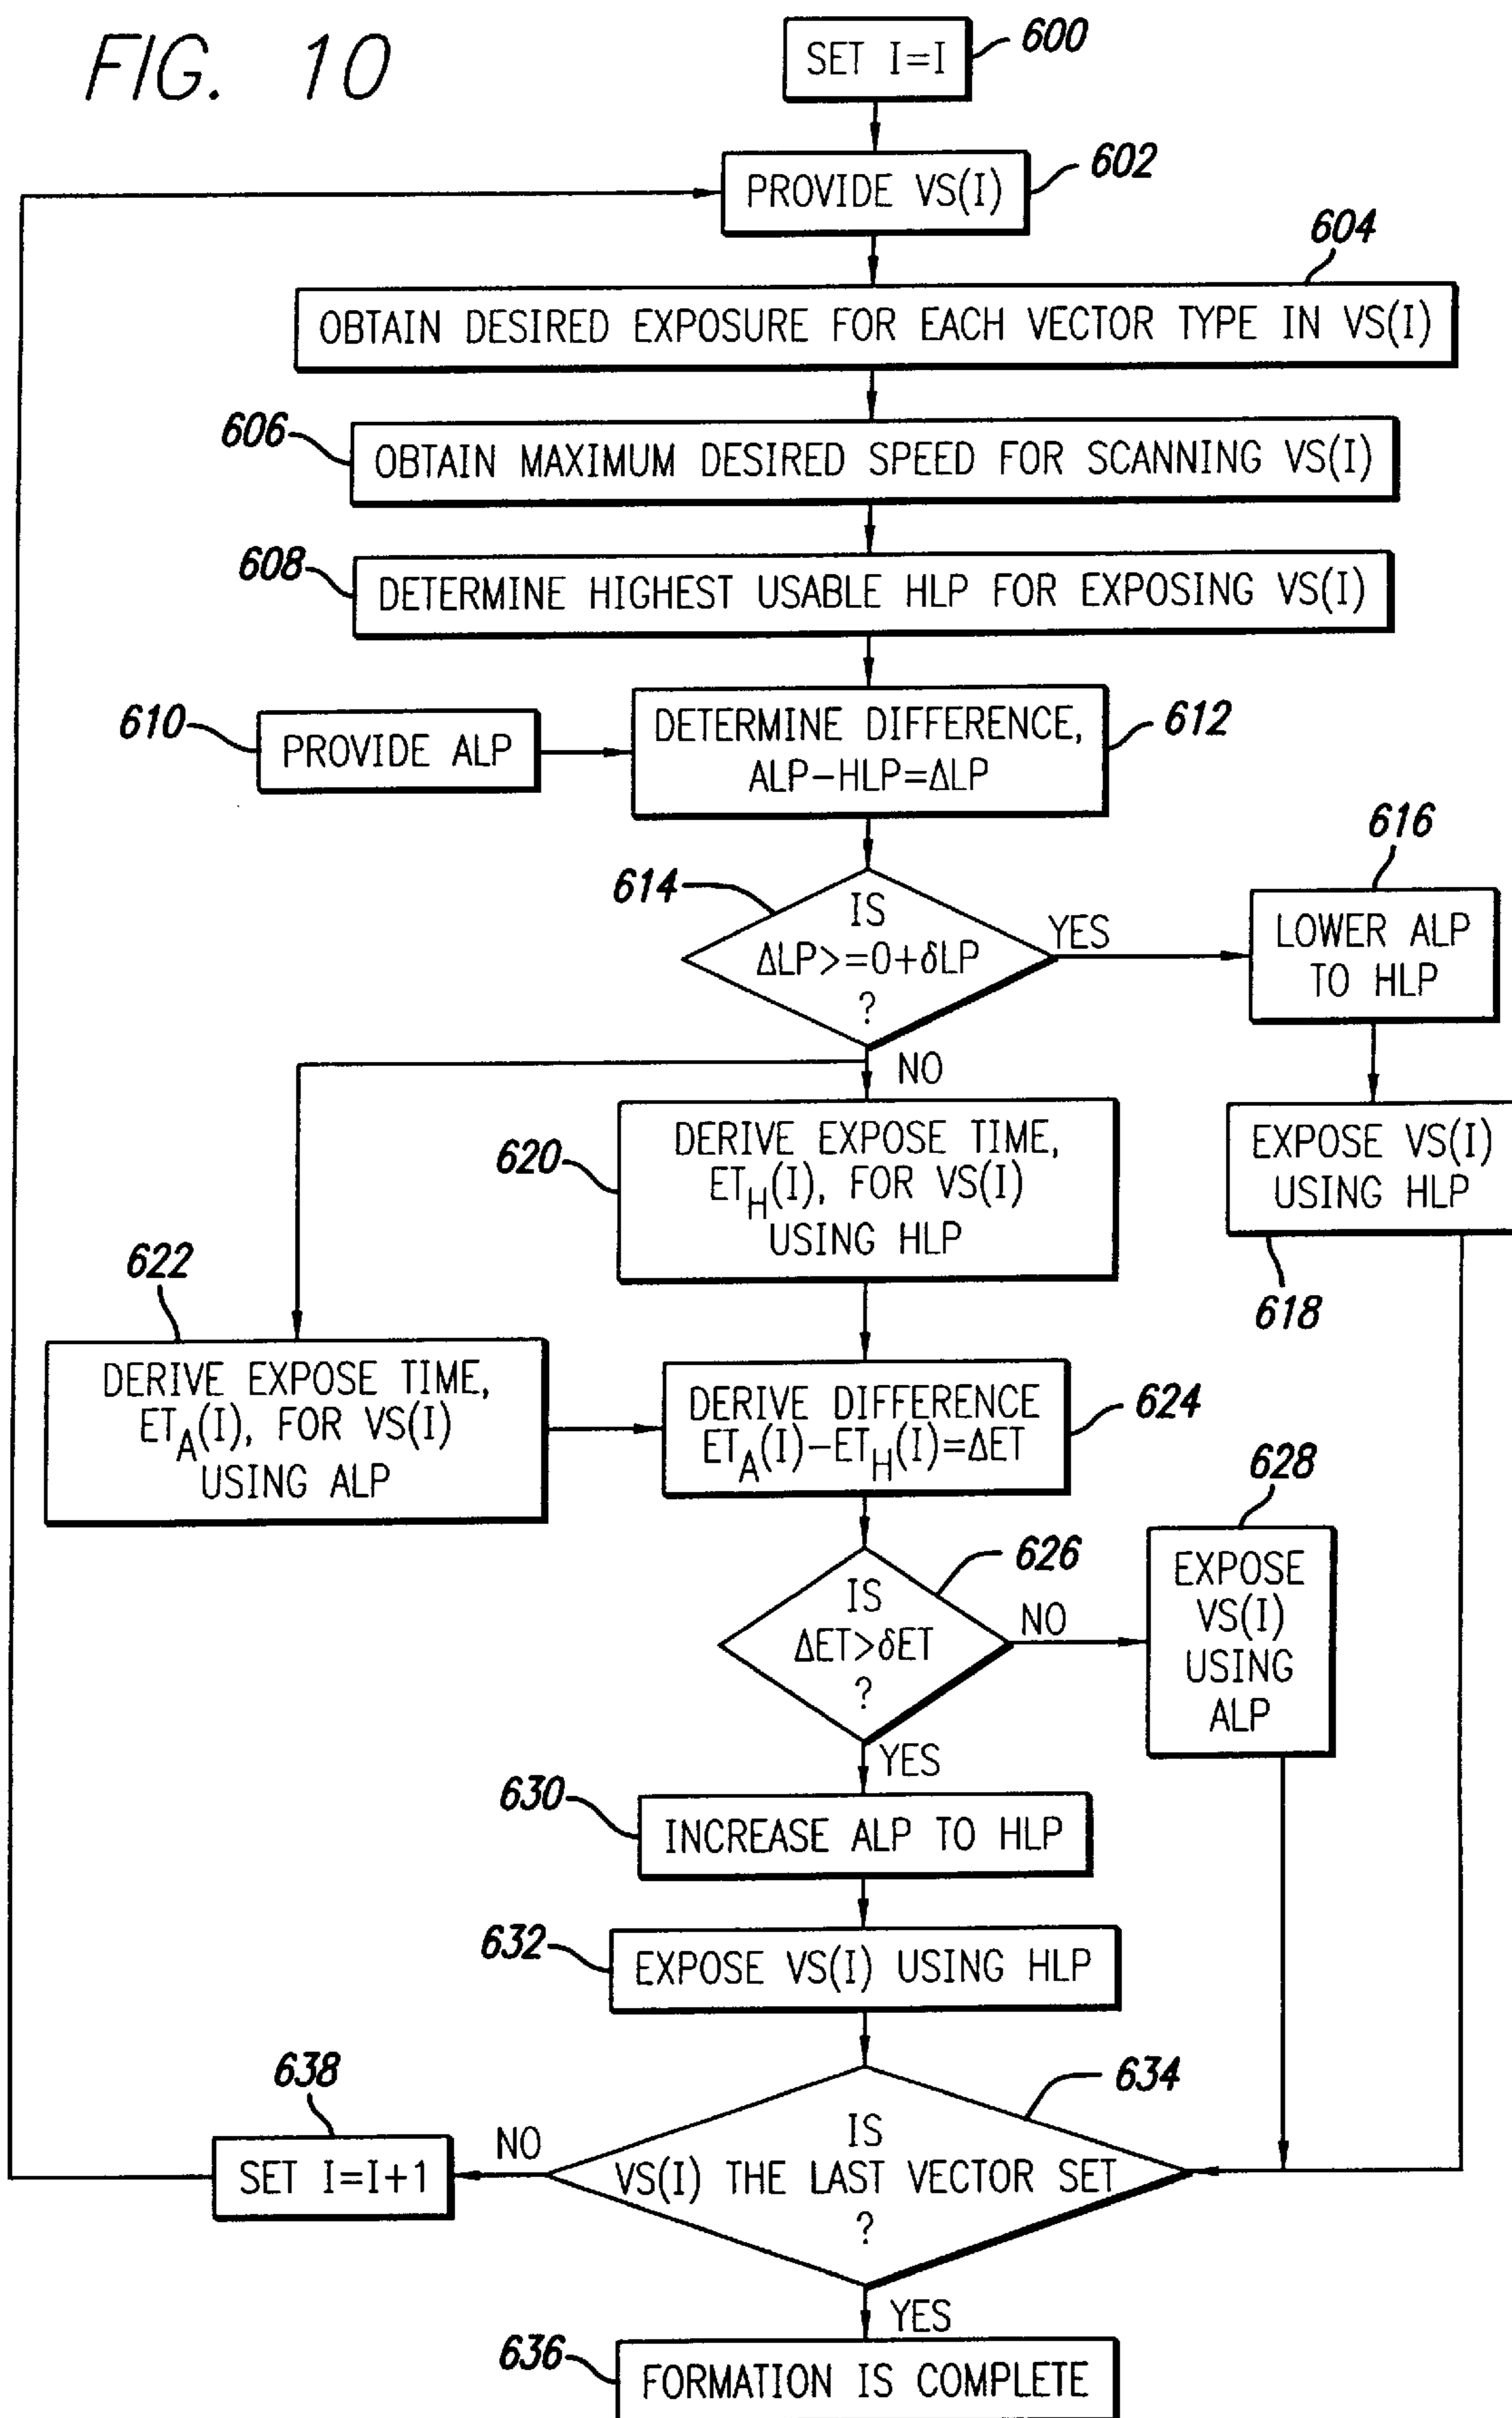 FIG. 10
SET I=I
600
PROVIDE VS(I)
602
604
OBTAIN DESIRED EXPOSURE FOR EACH VECTOR TYPE IN VS(I)
606
OBTAIN MAXIMUM DESIRED SPEED FOR SCANNING VS(I)
608
DETERMINE HIGHEST USABLE HLP FOR EXPOSING VS(I)
610
PROVIDE ALP
DETERMINE DIFFERENCE,
ALP-HLP=ΔLP
612
614
IS
ΔLP>=0+δLP
?
YES
616
LOWER ALP
TO HLP
NO
EXPOSE VS(I)
USING HLP
618
620
DERIVE EXPOSE TIME,
ET_H(I), FOR VS(I)
USING HLP
622
DERIVE EXPOSE TIME,
ET_A(I), FOR VS(I)
USING ALP
DERIVE DIFFERENCE
ET_A(I)-ET_H(I)=ΔET
624
626
IS
ΔET>δET
?
NO
628
EXPOSE
VS(I)
USING
ALP
YES
630
INCREASE ALP TO HLP
632
EXPOSE VS(I) USING HLP
634
IS
VS(I) THE LAST VECTOR SET
?
NO
638
SET I=I+1
YES
636
FORMATION IS COMPLETE